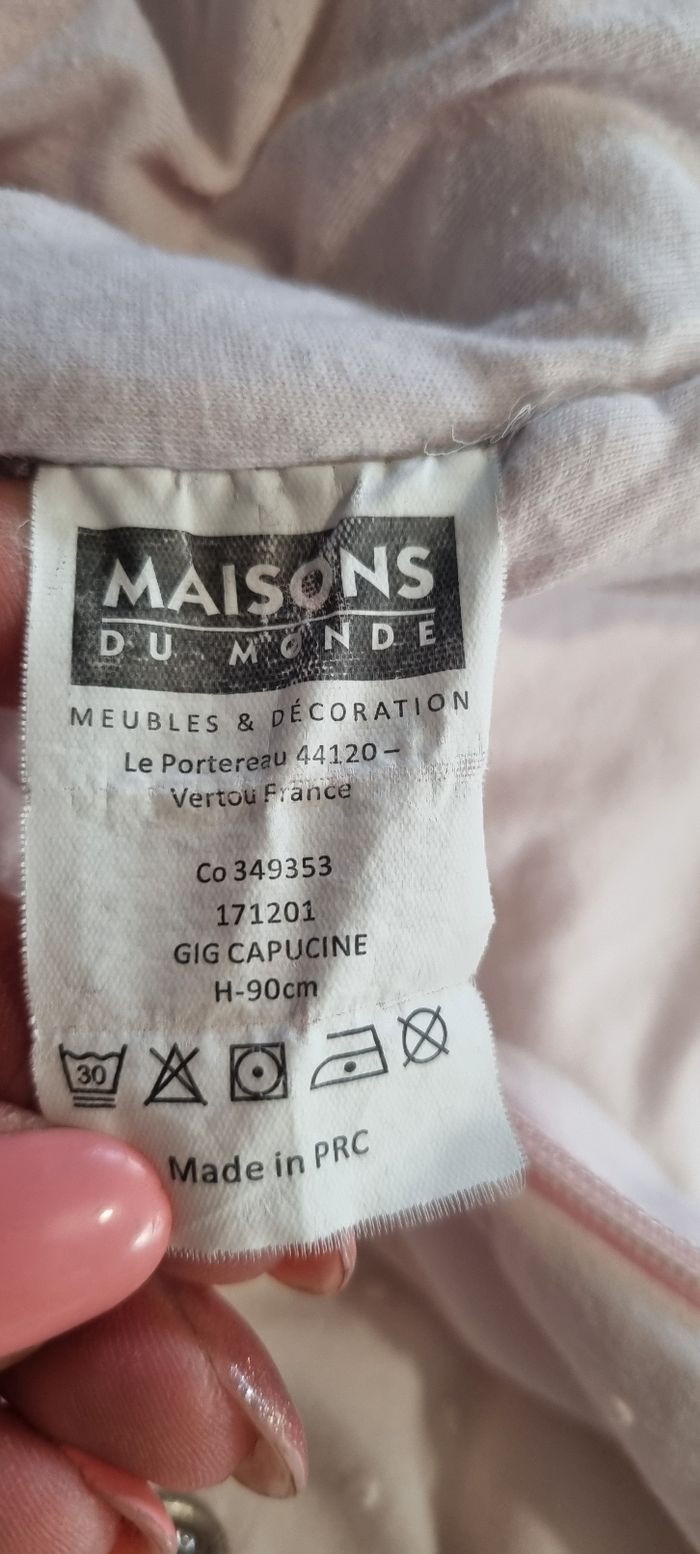 MAISONS
DU MONDE
MEUBLES & DÉCORATION
Le Portereau 44120 –
Vertou France
Co 349353
171201
GIG CAPUCINE
H-90cm
30
Made in PRC